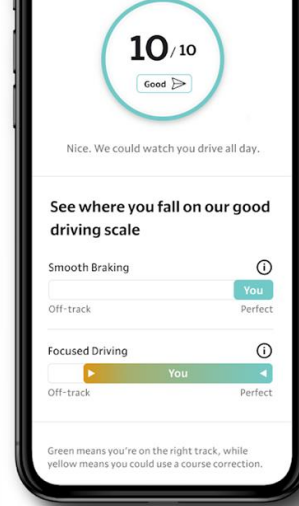 10/10
Good
Nice. We could watch you drive all day.
See where you fall on our good
driving scale
Smooth Braking
You
Off-track Perfect
Focused Driving
You
Off-track Perfect
Green means you're on the right track, while
yellow means you could use a course correction.